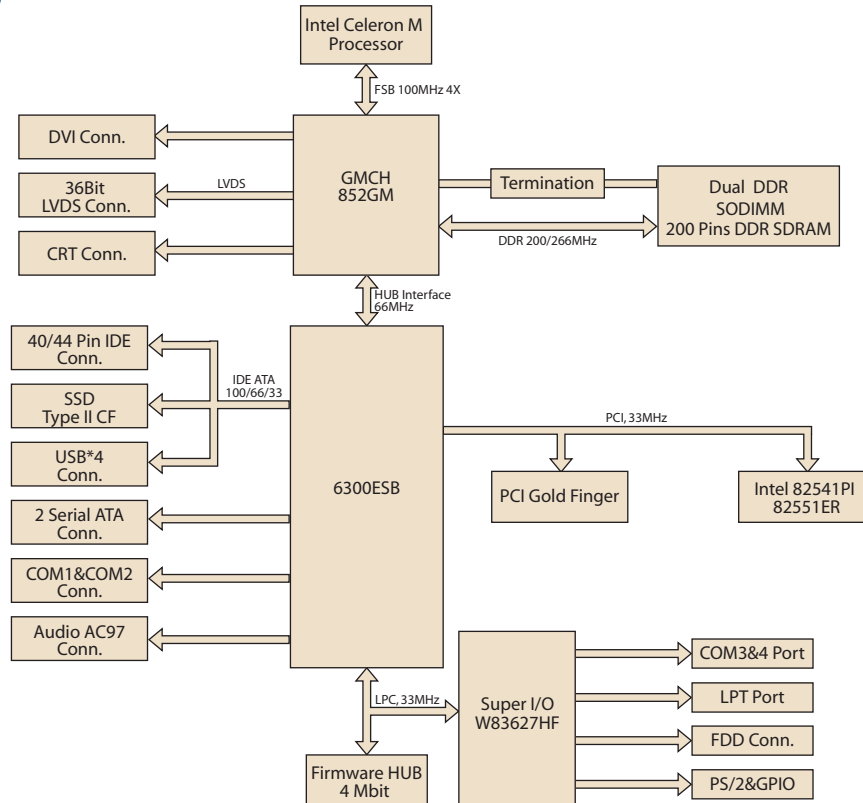 Intel Celeron M
Processor
FSB 100MHz 4X
DVI Conn.
36Bit
LVDS Conn.
LVDS
CRT Conn.
GMCH
852GM
Termination
Dual DDR
SODIMM
200 Pins DDR SDRAM
DDR 200/266MHz
HUB Interface
66MHz
40/44 Pin IDE
Conn.
SSD
Type II CF
USB*4
Conn.
IDE ATA
100/66/33
2 Serial ATA
Conn.
COM1&COM2
Conn.
Audio AC97
Conn.
6300ESB
PCI, 33MHz
PCI Gold Finger
Intel 82541PI
82551ER
LPC, 33MHz
Firmware HUB
4 Mbit
Super I/O
W83627HF
COM3&4 Port
LPT Port
FDD Conn.
PS/2&GPIO